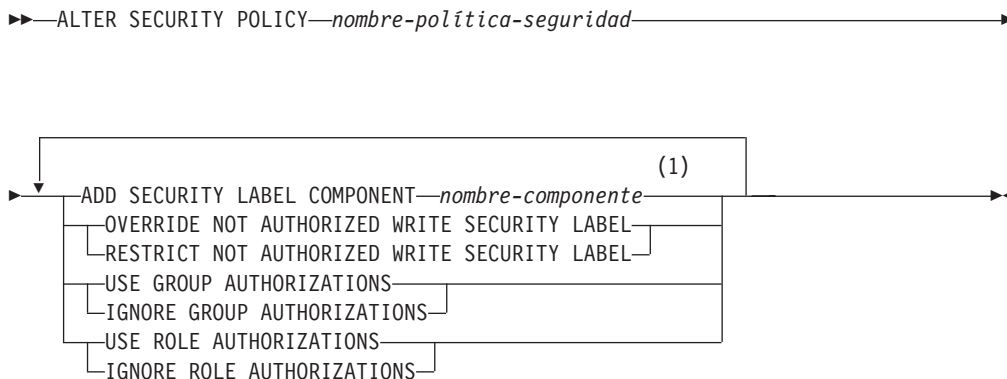 ALTER SECURITY POLICY nombre-política-seguridad
(1)
ADD SECURITY LABEL COMPONENT nombre-componente
OVERRIDE NOT AUTHORIZED WRITE SECURITY LABEL
RESTRICT NOT AUTHORIZED WRITE SECURITY LABEL
USE GROUP AUTHORIZATIONS
IGNORE GROUP AUTHORIZATIONS
USE ROLE AUTHORIZATIONS
IGNORE ROLE AUTHORIZATIONS